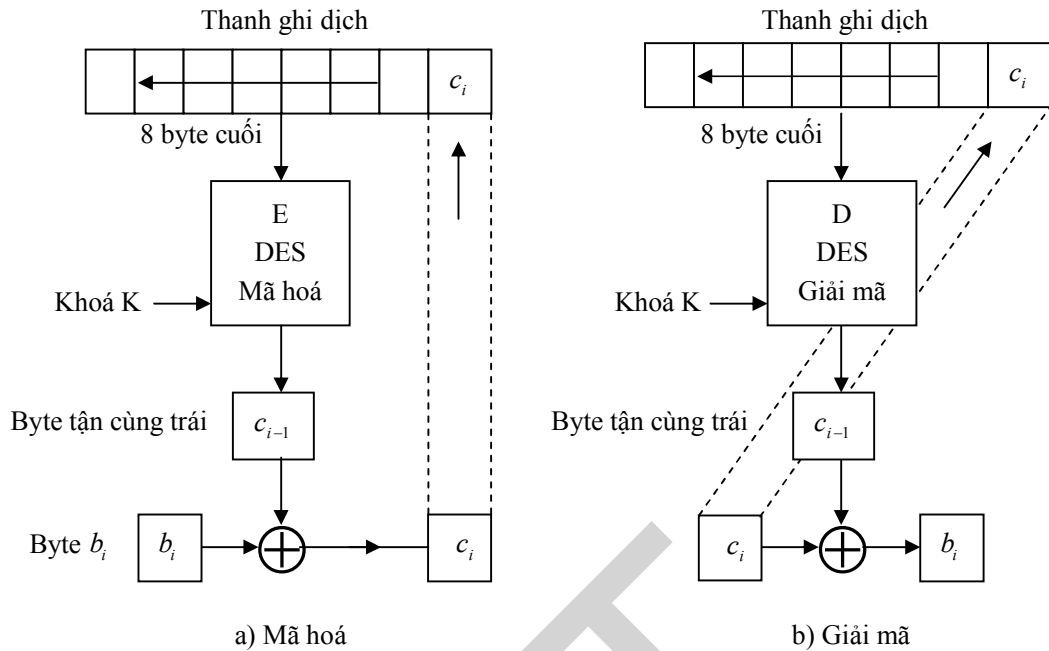 Thanh ghi dịch
c_i
8 byte cuối
E
DES
Mã hoá
Khoá K
Byte tận cùng trái
c_{i-1}
Byte b_i
b_i
c_i
a) Mã hoá
Thanh ghi dịch
c_i
8 byte cuối
D
DES
Giải mã
Khoá K
Byte tận cùng trái
c_{i-1}
c_i
b_i
b) Giải mã